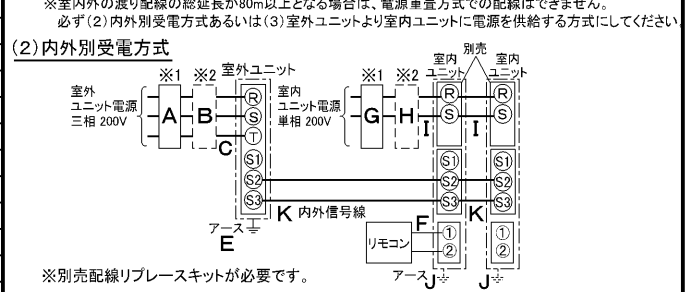 ※室内外の渡り配線の総延長が80m以上となる場合は、電源重畳方式での配線はできません。
必ず(2)内外別受電方式あるいは(3)室外ユニットより室内ユニットに電源を供給する方式にしてください
(2)内外別受電方式
別売
※1 ※2 室外ユニット
※1 ※2
室内ユニット
室内ユニット
室外
ユニット電源
三相 200V
A B
R
S
T
C
S1
S2
S3
室内
ユニット電源
単相 200V
G H
I
R
S
I
R
S
S1
S2
S3
S1
S2
S3
K 内外信号線
K
アース
E
リモコン
F
①
②
①
②
アース J
J
※別売配線リプレースキットが必要です。